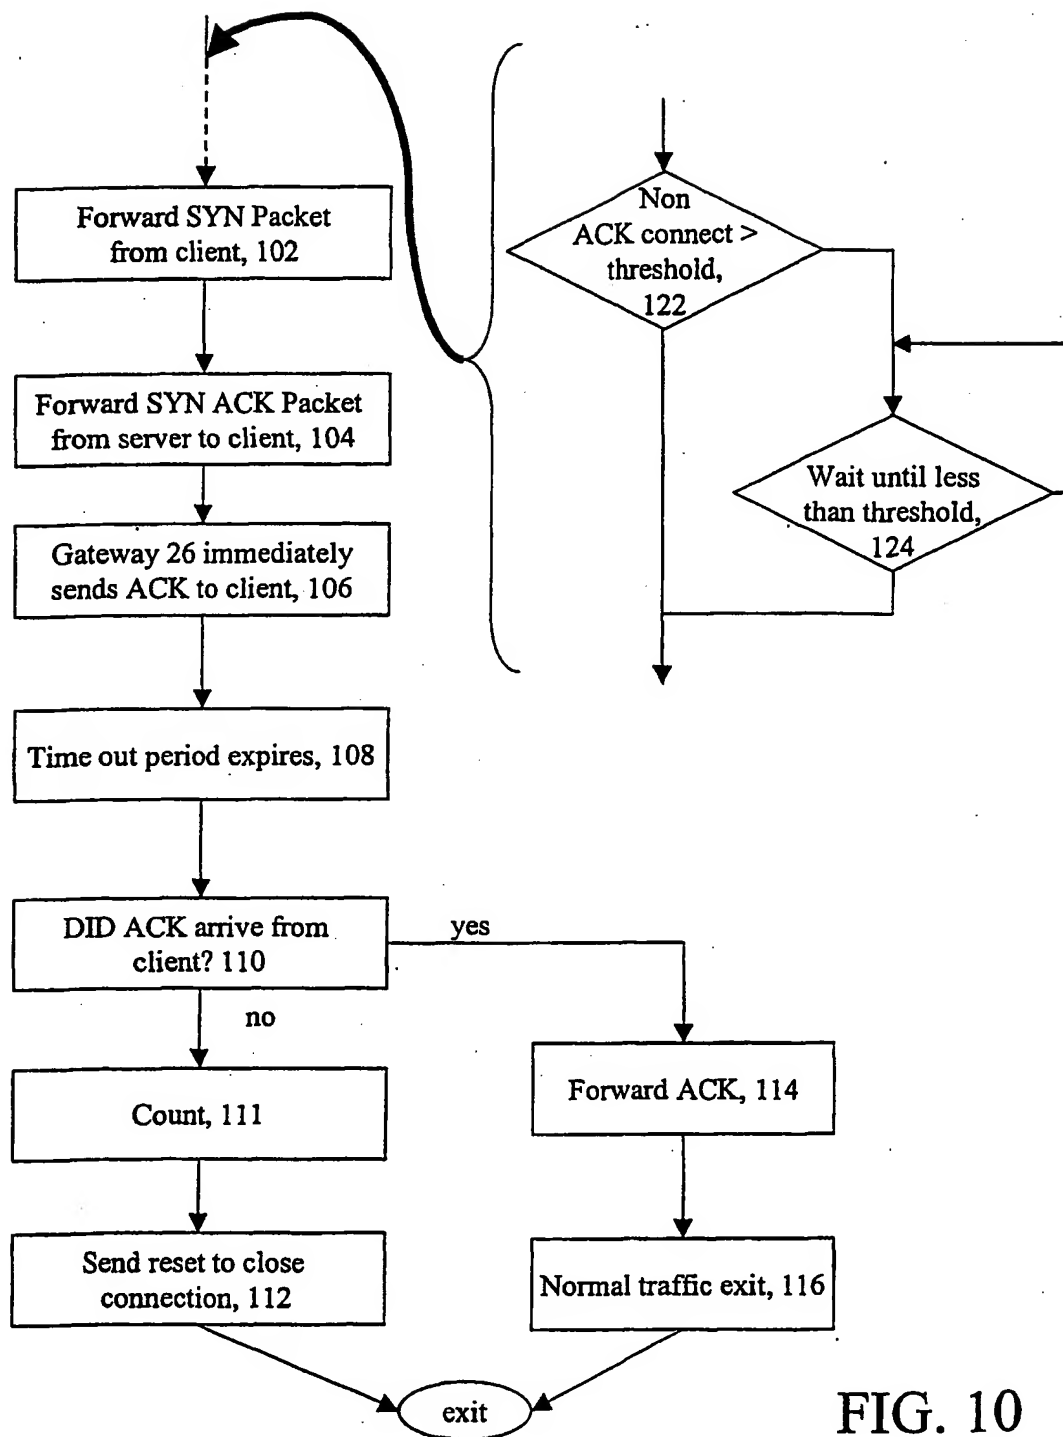 Forward SYN Packet
from client, 102
Forward SYN ACK Packet
from server to client, 104
Gateway 26 immediately
sends ACK to client, 106
Time out period expires, 108
DID ACK arrive from
client? 110
yes
no
Count, 111
Forward ACK, 114
Send reset to close
connection, 112
Normal traffic exit, 116
exit
Non
ACK connect >
threshold,
122
Wait until less
than threshold,
124
FIG. 10